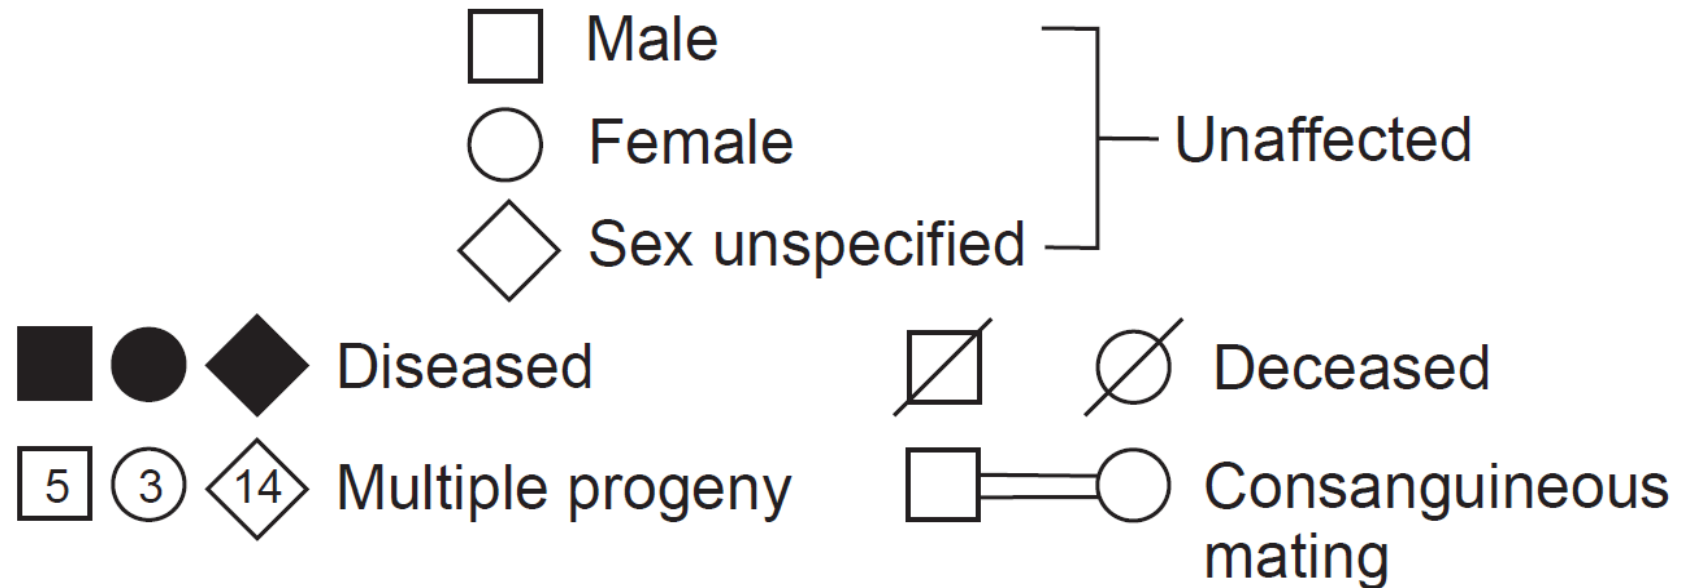 Male
Female
Unaffected
Sex unspecified
Diseased
Deceased
5 3 14 Multiple progeny
Consanguineous
mating